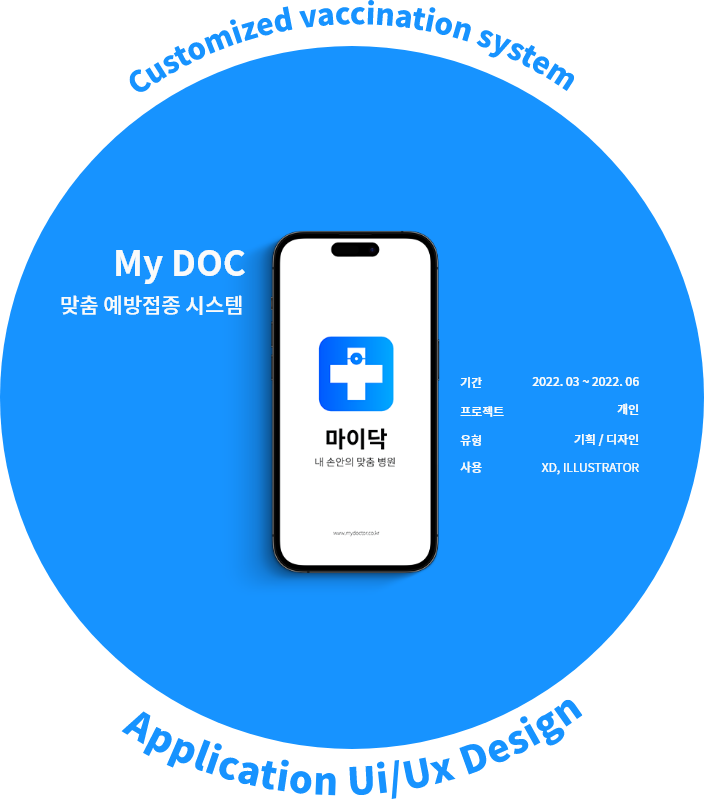 Customized vaccination system
My DOC
맞춤 예방접종 시스템
마이닥
내 손안의 맞춤 병원
www.mydoctor.co.kr
기간 2022. 03 ~ 2022. 06
프로젝트 개인
유형 기획 / 디자인
사용 XD, ILLUSTRATOR
Application Ui/Ux Design